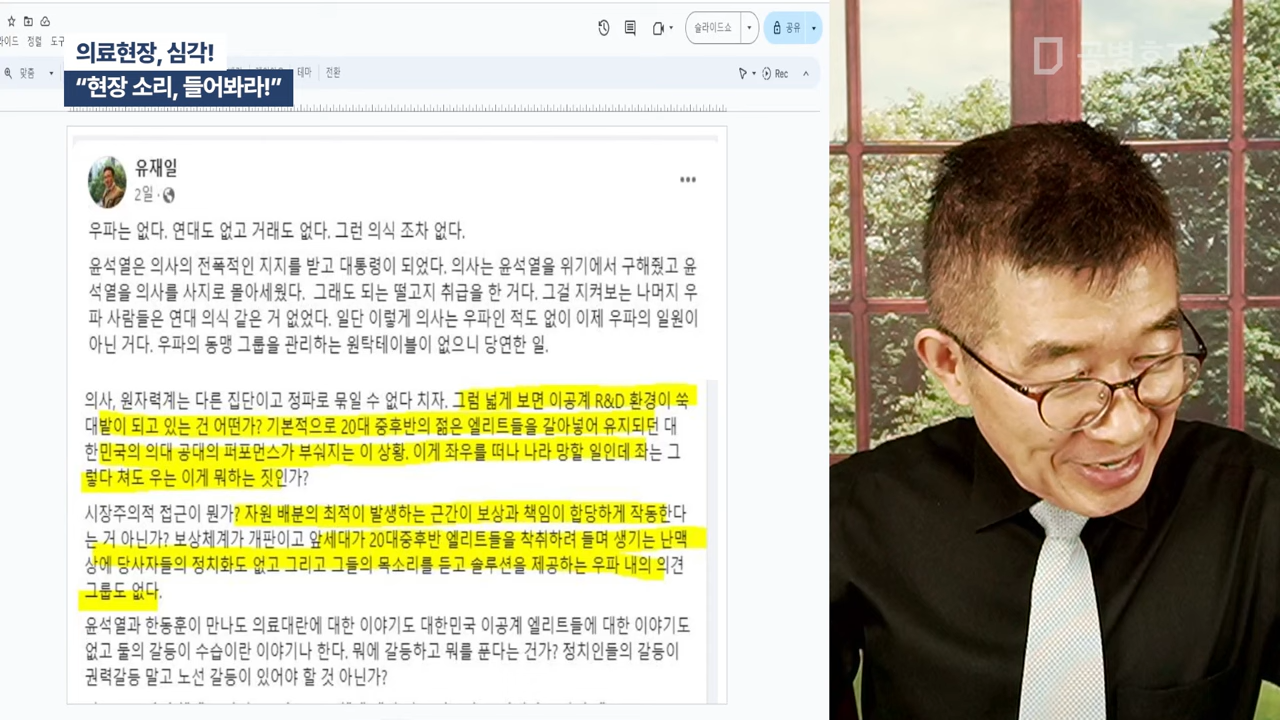 의료현장, 심각!
“현장 소리, 들어봐라!”
슬라이드쇼
공유
정렬
맞춤
테마
전환
Rec
공병호TV
유재일
2일
우파는 없다. 연대도 없고 거래도 없다. 그런 의식 조차 없다.
윤석열은 의사의 전폭적인 지지를 받고 대통령이 되었다. 의사는 윤석열을 위기에서 구해줬고 윤
석열을 의사를 사지로 몰아세웠다. 그래도 되는 떨고지 취급을 한 거다. 그걸 지켜보는 나머지 우
파 사람들은 연대 의식 같은 거 없었다. 일단 이렇게 의사는 우파인 적도 없이 이제 우파의 일원이
아닌 거다. 우파의 동맹 그룹을 관리하는 원탁테이블이 없으니 당연한 일.
의사, 원자력계는 다른 집단이고 정파로 묶일 수 없다 치자. 그럼 넓게 보면 이공계 R&D 환경이 쑥
대밭이 되고 있는 건 어떤가? 기본적으로 20대 중후반의 젊은 엘리트들을 갈아넣어 유지되던 대
한민국의 의대 공대의 퍼포먼스가 부숴지는 이 상황. 이게 좌우를 떠나 나라 망할 일인데 좌는 그
렇다 쳐도 우는 이게 뭐하는 짓인가?
시장주의적 접근이 뭔가? 자원 배분의 최적이 발생하는 근간이 보상과 책임이 합당하게 작동한다
는 거 아닌가? 보상체계가 개판이고 앞세대가 20대중후반 엘리트들을 착취하려 들며 생기는 난맥
상에 당사자들의 정치화도 없고 그리고 그들의 목소리를 듣고 솔루션을 제공하는 우파 내의 의견
그룹도 없다.
윤석열과 한동훈이 만나도 의료대란에 대한 이야기도 대한민국 이공계 엘리트들에 대한 이야기도
없고 둘의 갈등이 수습이란 이야기나 한다. 뭐에 갈등하고 뭐를 푼다는 건가? 정치인들의 갈등이
권력갈등 말고 노선 갈등이 있어야 할 것 아닌가?